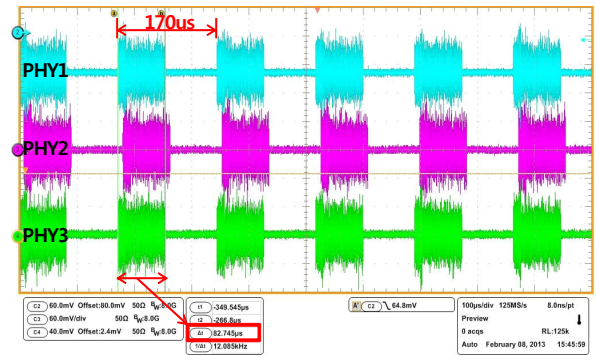 170us
PHY1
PHY2
PHY3
C2 60.0mV Offset:80.0mV 50Ω BW:8.0G
C3 60.0mV/div 50Ω BW:8.0G
C4 40.0mV Offset:2.4mV 50Ω BW:8.0G
t1 -349.545µs
t2 -266.8µs
Δt 82.745µs
1/Δt 12.085kHz
A' C2 64.8mV
100µs/div 125MS/s 8.0ns/pt
Preview
0 acqs RL:125k
Auto February 08, 2013 15:45:59